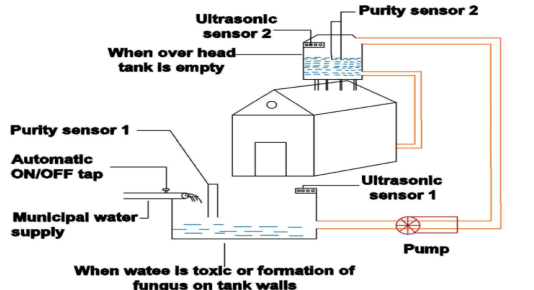 Purity sensor 2
Ultrasonic
sensor 2
When over head
tank is empty
Purity sensor 1
Automatic
ON/OFF tap
Ultrasonic
sensor 1
Municipal water
supply
Pump
When watee is toxic or formation of
fungus on tank walls